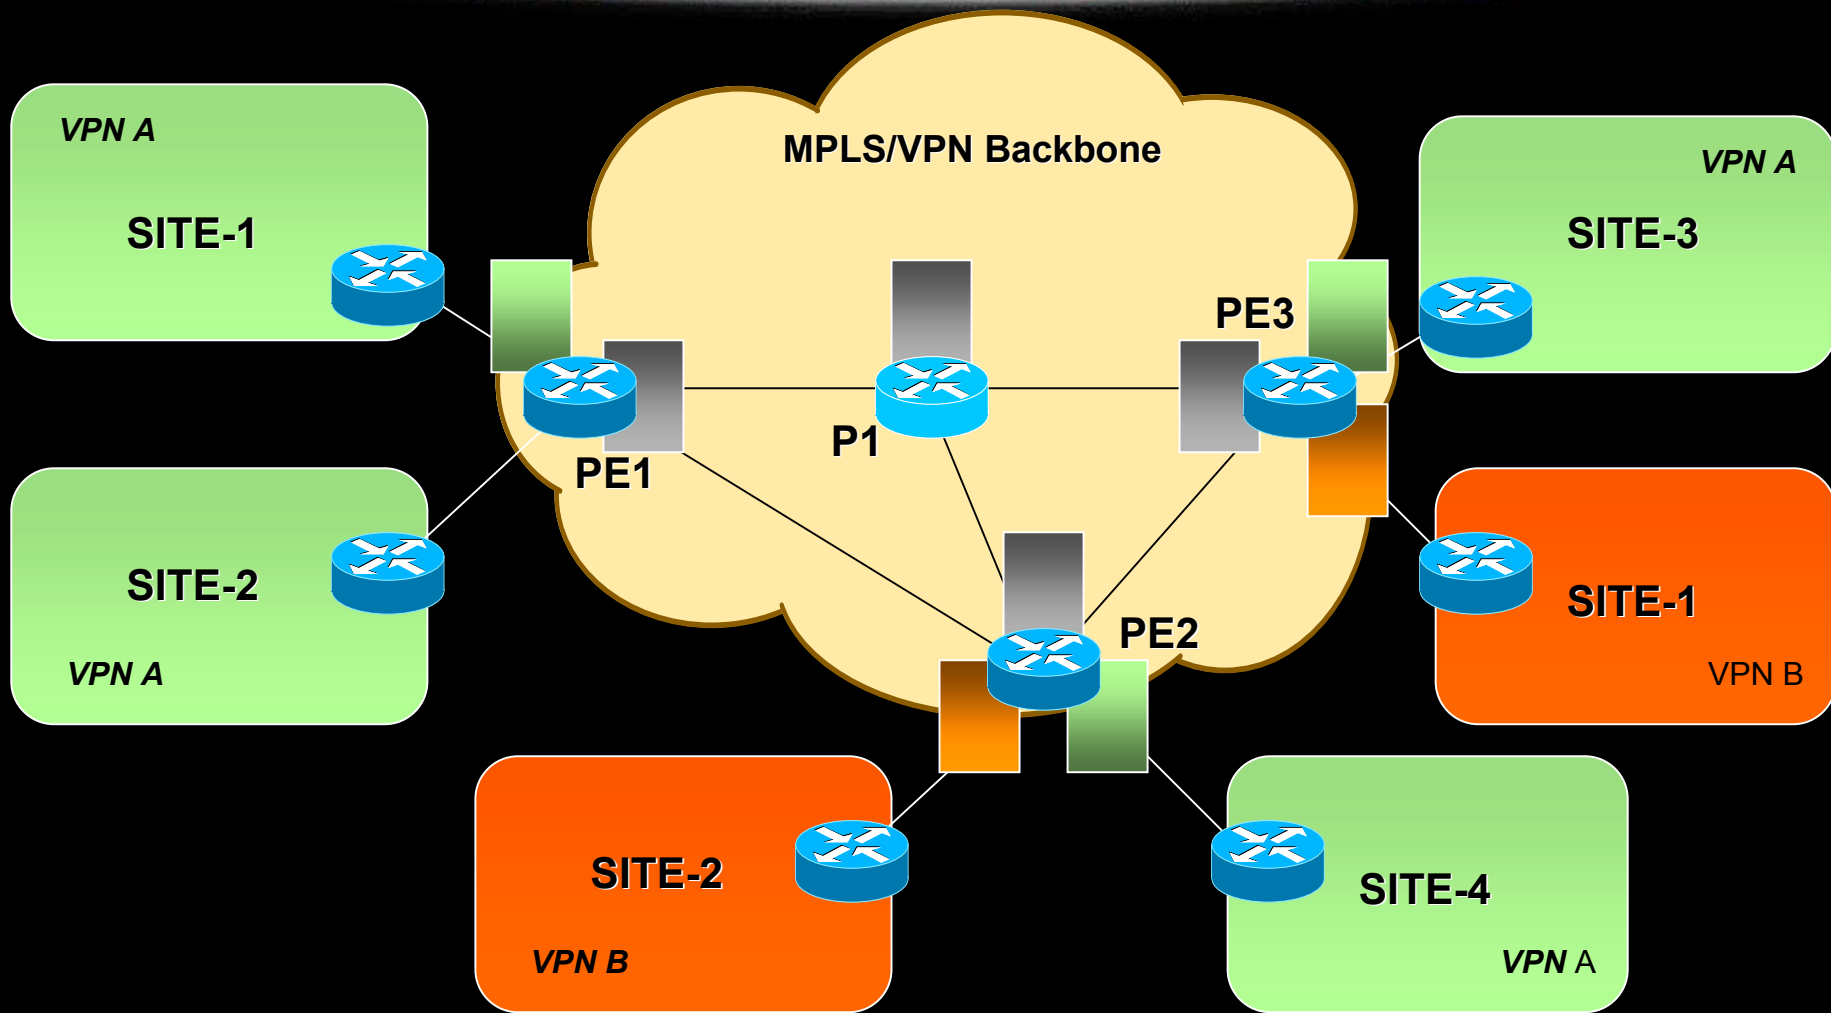 MPLS/VPN Backbone
VPN A
SITE-1
VPN A
SITE-3
PE3
P1
PE1
SITE-2
VPN A
SITE-1
VPN B
PE2
SITE-2
VPN B
SITE-4
VPN A